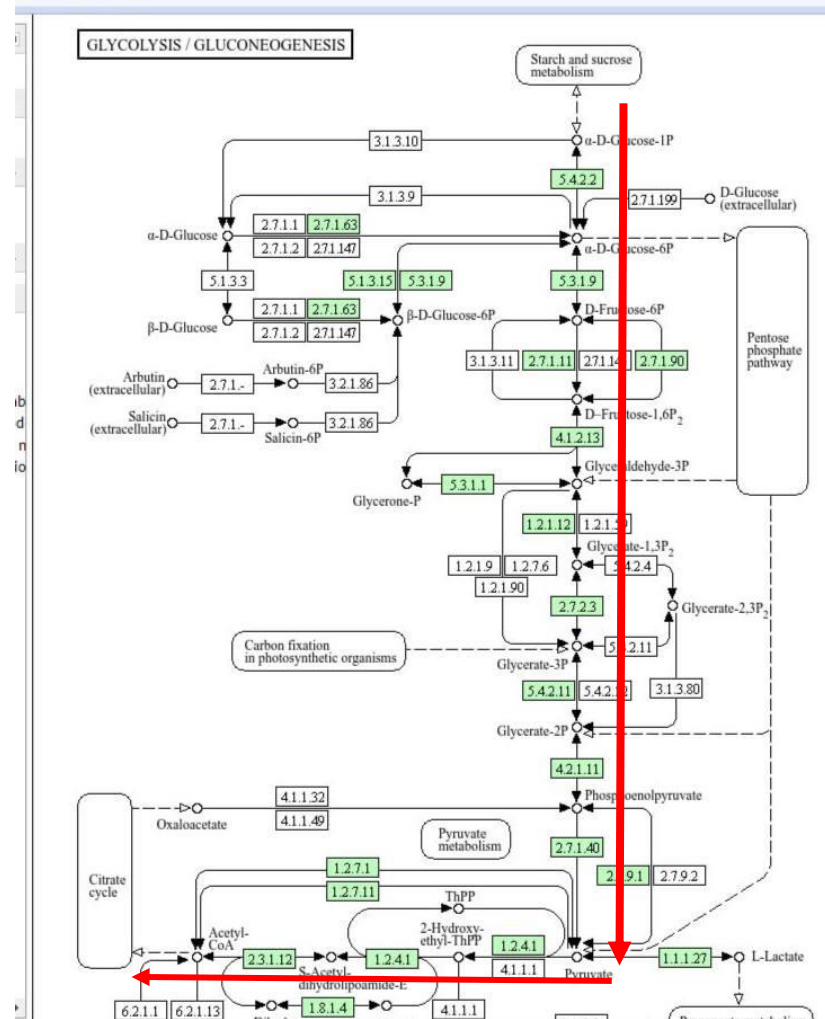 GLYCOLYSIS / GLUCONEOGENESIS
Starch and sucrose
metabolism
3.1.3.10
α-D-Glucose-1P
5.4.2.2
3.1.3.9
2.7.1.199
D-Glucose
(extracellular)
2.7.1.1 2.7.1.63
α-D-Glucose
2.7.1.2 2.7.1.147
α-D-Glucose-6P
5.1.3.3
5.1.3.15 5.3.1.9
5.3.1.9
2.7.1.1 2.7.1.63
β-D-Glucose
2.7.1.2 2.7.1.147
β-D-Glucose-6P
D-Fructose-6P
Pentose
phosphate
pathway
3.1.3.11 2.7.1.11 2.7.1.90
Arbutin
(extracellular)
2.7.1.-
Arbutin-6P
3.2.1.86
D-Fructose-1,6P2
Salicin
(extracellular)
2.7.1.-
Salicin-6P
3.2.1.86
4.1.2.13
Glyceraldehyde-3P
Glycerone-P
5.3.1.1
1.2.1.12
Glycerate-1,3P2
1.2.1.9 1.2.7.6
1.2.1.90
5.4.2.4
2.7.2.3
Glycerate-2,3P2
Carbon fixation
in photosynthetic organisms
5.4.2.11
Glycerate-3P
5.4.2.11
3.1.3.80
Glycerate-2P
4.2.1.11
4.1.1.32
Oxaloacetate
4.1.1.49
Phosphoenolpyruvate
Pyruvate
metabolism
2.7.1.40
Citrate
cycle
1.2.7.1
1.2.7.11
2.7.9.1 2.7.9.2
ThPP
Acetyl-
CoA
2-Hydroxy-
ethyl-ThPP
2.3.1.12
1.2.4.1
1.2.4.1
4.1.1.1
Pyruvate
1.1.1.27
L-Lactate
S-Acetyl-
dihydrolipoamide-E
6.2.1.1 6.2.1.13
1.8.1.4
4.1.1.1